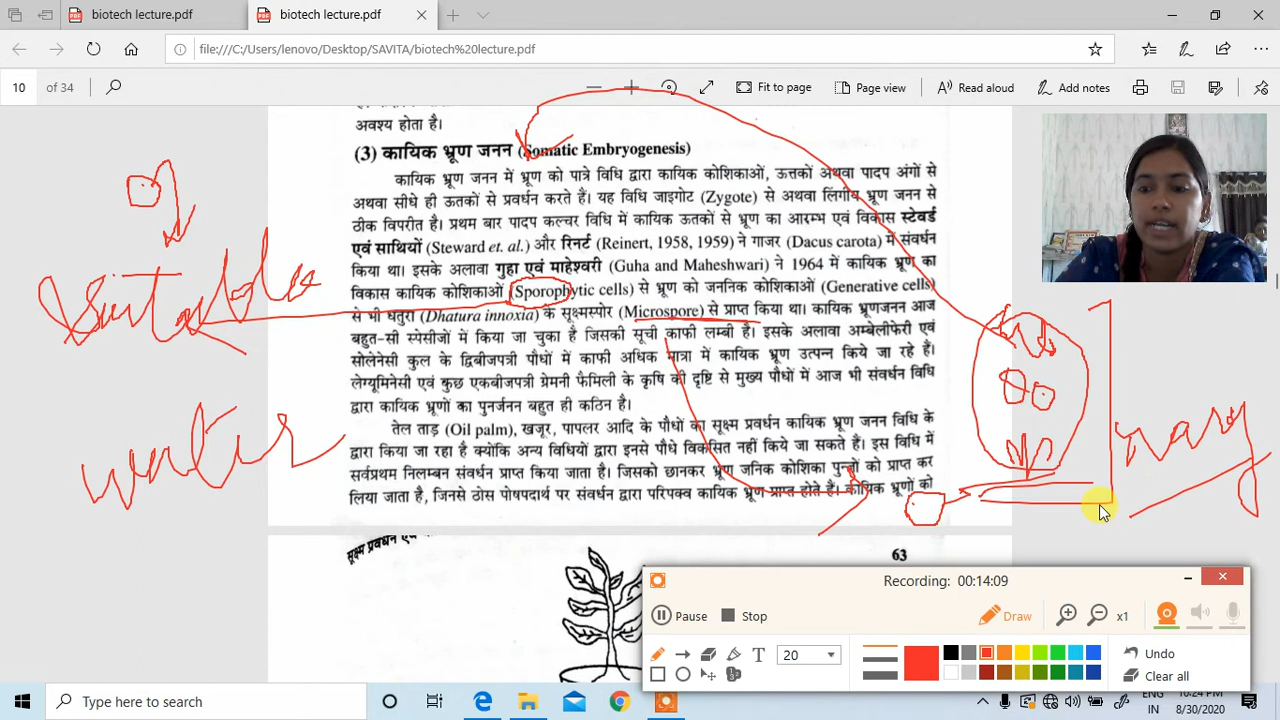 biotech lecture.pdf
biotech lecture.pdf
file:///C:/Users/lenovo/Desktop/SAVITA/biotech%20lecture.pdf
10 of 34
Fit to page
Page view
Read aloud
Add notes
अवश्य होता है।
(3) कायिक भ्रूण जनन (Somatic Embryogenesis)
कायिक भ्रूण जनन में भ्रूण को पात्रे विधि द्वारा कायिक कोशिकाओं, ऊत्तकों अथवा पादप अंगों से
अथवा सीधे ही ऊतकों से प्रवर्धन करते हैं। यह विधि जाइगोट (Zygote) से अथवा लिंगीय भ्रूण जनन से
ठीक विपरीत है। प्रथम बार पादप कल्चर विधि में कायिक ऊतकों से भ्रूण का आरम्भ एवं विकास स्टेवर्ड
एवं साथियों (Steward et. al.) और रिनर्ट (Reinert, 1958, 1959) ने गाजर (Dacus carota) में संवर्धन
किया था। इसके अलावा गुहा एवं माहेश्वरी (Guha and Maheshwari) ने 1964 में कायिक भ्रूण का
विकास कायिक कोशिकाओं (Sporophytic cells) से भ्रूण को जननिक कोशिकाओं (Generative cells)
से भी धतुरा (Dhatura innoxia) के सूक्ष्मस्पोर (Microspore) से प्राप्त किया था। कायिक भ्रूणजनन आज
बहुत-सी स्पेसीजों में किया जा चुका है जिसकी सूची काफी लम्बी है। इसके अलावा अम्बेलीफेरी एवं
सोलेनेसी कुल के द्विबीजपत्री पौधों में काफी अधिक मात्रा में कायिक भ्रूण उत्पन्न किये जा रहे हैं।
लेग्यूमिनेसी एवं कुछ एकबीजपत्री ग्रेमनी फैमिली के कृषि की दृष्टि से मुख्य पौधों में आज भी संवर्धन विधि
द्वारा कायिक भ्रूणों का पुनर्जनन बहुत ही कठिन है।
तेल ताड़ (Oil palm), खजूर, पापलर आदि के पौधों का सूक्ष्म प्रवर्धन कायिक भ्रूण जनन विधि के
द्वारा किया जा रहा है क्योंकि अन्य विधियों द्वारा इनसे पौधे विकसित नहीं किये जा सकते हैं। इस विधि में
सर्वप्रथम निलम्बन संवर्धन प्राप्त किया जाता है। जिसको छानकर भ्रूण जनिक कोशिका पुन्जों को प्राप्त कर
लिया जाता है, जिनसे ठोस पोषपदार्थ पर संवर्धन द्वारा परिपक्व कायिक भ्रूण प्राप्त होते हैं। कायिक भ्रूणों को
Suitable
water
63
Recording: 00:14:09
Pause
Stop
Draw
x1
T
20
Undo
Clear all
Type here to search
ENG
IN
10:24 PM
8/30/2020